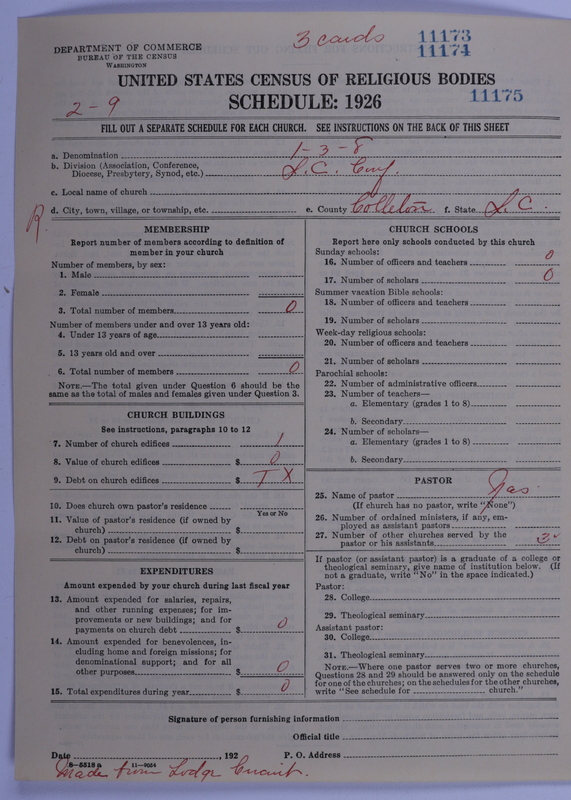 3 cards
11173
11174
DEPARTMENT OF COMMERCE
BUREAU OF THE CENSUS
WASHINGTON
UNITED STATES CENSUS OF RELIGIOUS BODIES
2-9
SCHEDULE: 1926
11175
FILL OUT A SEPARATE SCHEDULE FOR EACH CHURCH. SEE INSTRUCTIONS ON THE BACK OF THIS SHEET
a. Denomination 1-3-8
b. Division (Association, Conference,
Diocese, Presbytery, Synod, etc.) S.C. Conf.
c. Local name of church
R
d. City, town, village, or township, etc. e. County Colleton f. State S.C.
MEMBERSHIP
Report number of members according to definition of
member in your church
Number of members, by sex:
1. Male
2. Female
3. Total number of members 0
Number of members under and over 13 years old:
4. Under 13 years of age
5. 13 years old and over
6. Total number of members 0
NOTE.—The total given under Question 6 should be the
same as the total of males and females given under Question 3.
CHURCH BUILDINGS
See instructions, paragraphs 10 to 12
7. Number of church edifices 1
8. Value of church edifices $ 0
9. Debt on church edifices $ TX
10. Does church own pastor's residence
Yes or No
11. Value of pastor's residence (if owned by
church) $
12. Debt on pastor's residence (if owned by
church) $
EXPENDITURES
Amount expended by your church during last fiscal year
13. Amount expended for salaries, repairs,
and other running expenses; for im-
provements or new buildings; and for
payments on church debt $ 0
14. Amount expended for benevolences, in-
cluding home and foreign missions; for
denominational support; and for all
other purposes $ 0
15. Total expenditures during year $ 0
CHURCH SCHOOLS
Report here only schools conducted by this church
Sunday schools:
16. Number of officers and teachers 0
17. Number of scholars 0
Summer vacation Bible schools:
18. Number of officers and teachers
19. Number of scholars
Week-day religious schools:
20. Number of officers and teachers
21. Number of scholars
Parochial schools:
22. Number of administrative officers
23. Number of teachers—
a. Elementary (grades 1 to 8)
b. Secondary
24. Number of scholars—
a. Elementary (grades 1 to 8)
b. Secondary
PASTOR
25. Name of pastor
(If church has no pastor, write "None")
26. Number of ordained ministers, if any, em-
ployed as assistant pastors
27. Number of other churches served by the
pastor or his assistants 3
If pastor (or assistant pastor) is a graduate of a college or
theological seminary, give name of institution below. (If
not a graduate, write "No" in the space indicated.)
Pastor:
28. College
29. Theological seminary
Assistant pastor:
30. College
31. Theological seminary
NOTE.—Where one pastor serves two or more churches,
Questions 28 and 29 should be answered only on the schedule
for one of the churches; on the schedules for the other churches,
write "See schedule for church."
Signature of person furnishing information
Official title
Date , 192 P. O. Address
8—5318 a 11—9034
Made from Lodge